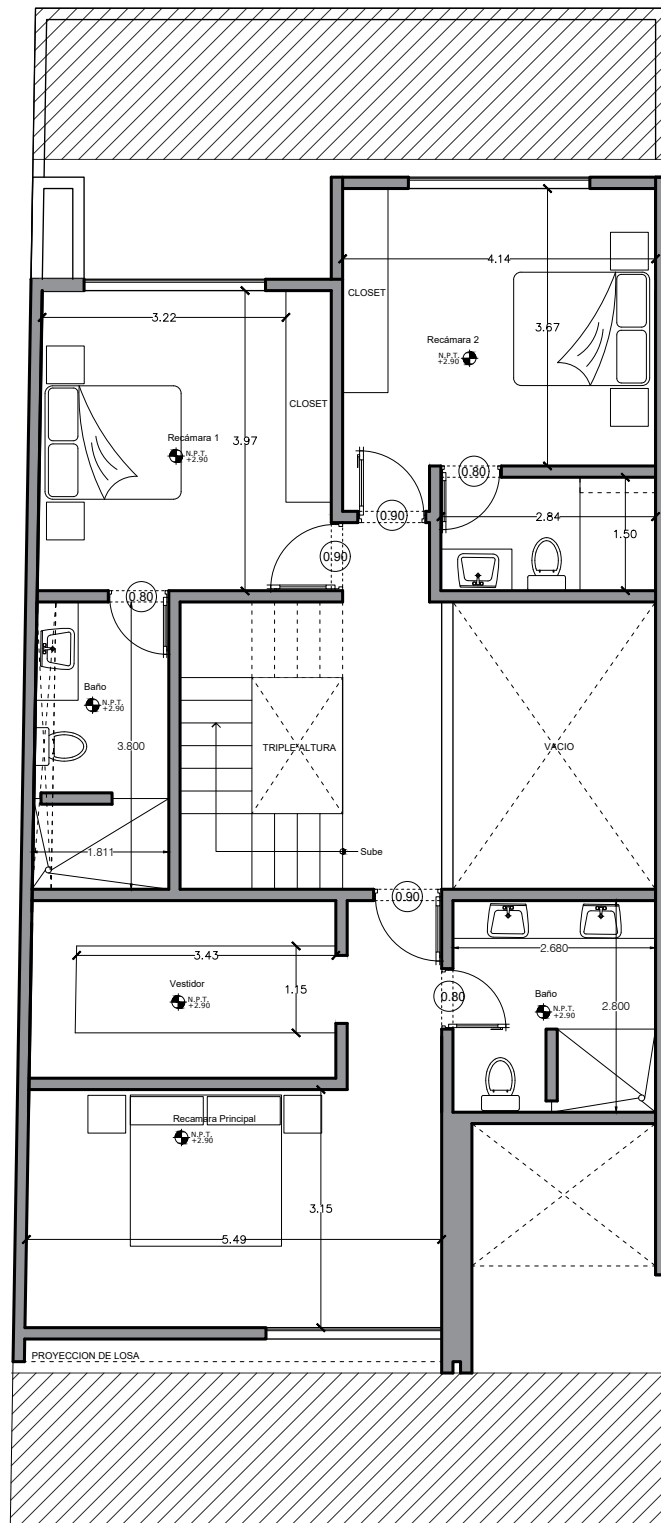 4.14
CLOSET
3.67
3.22
Recámara 2
N.P.T.
+2.90
CLOSET
Recámara 1
N.P.T.
+2.90
3.97
0.80
0.90
2.84
1.50
0.90
0.80
Baño
N.P.T.
+2.90
3.800
TRIPLE ALTURA
VACIO
1.811
Sube
0.90
3.43
2.680
Vestidor
N.P.T.
+2.90
1.15
0.80
Baño
N.P.T.
+2.90
2.800
Recamara Principal
N.P.T.
+2.90
3.15
5.49
PROYECCION DE LOSA